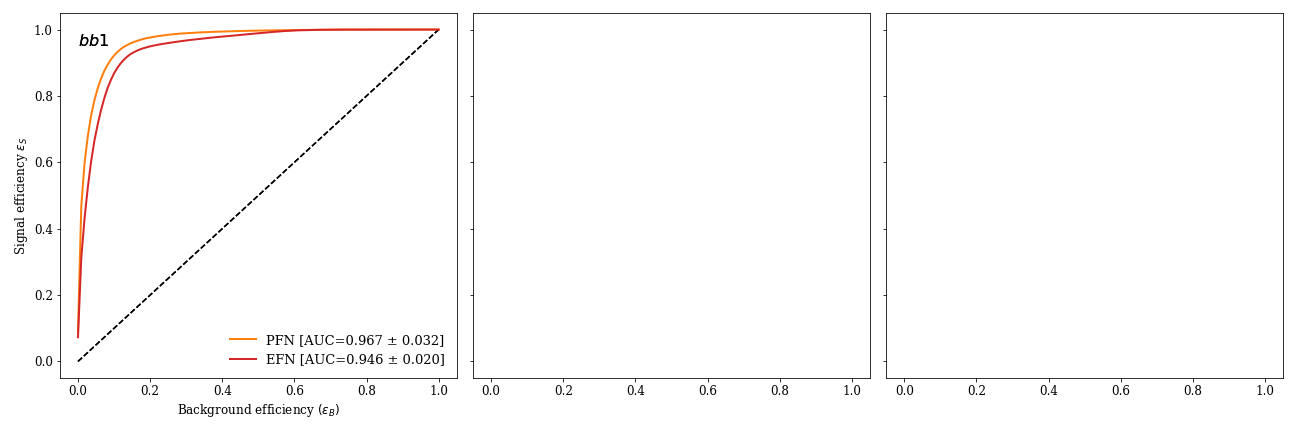 bb1
1.0
0.8
0.6
0.4
0.2
0.0
Signal efficiency ε_S
PFN [AUC=0.967 ± 0.032]
EFN [AUC=0.946 ± 0.020]
0.0 0.2 0.4 0.6 0.8 1.0
Background efficiency (ε_B)
0.0 0.2 0.4 0.6 0.8 1.0
0.0 0.2 0.4 0.6 0.8 1.0